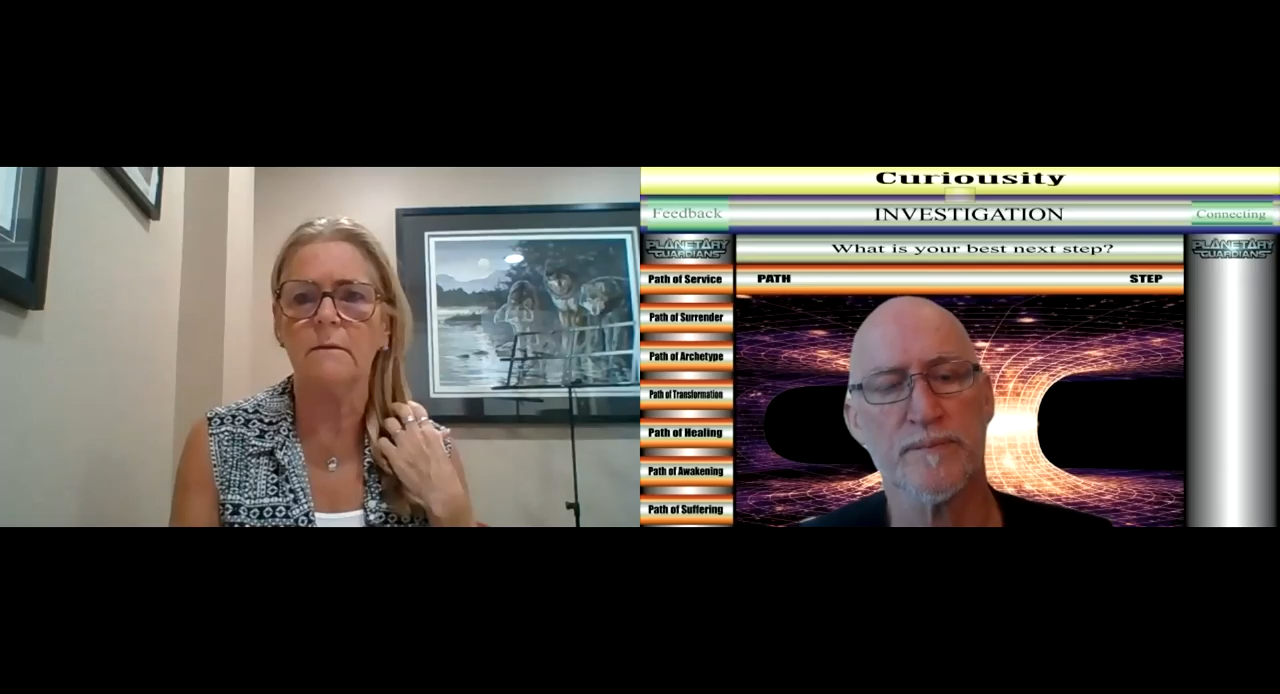 Curiousity
Feedback
INVESTIGATION
Connecting
PLANETARY
GUARDIANS
What is your best next step?
PLANETARY
GUARDIANS
Path of Service
PATH
STEP
Path of Surrender
Path of Archetype
Path of Transformation
Path of Healing
Path of Awakening
Path of Suffering